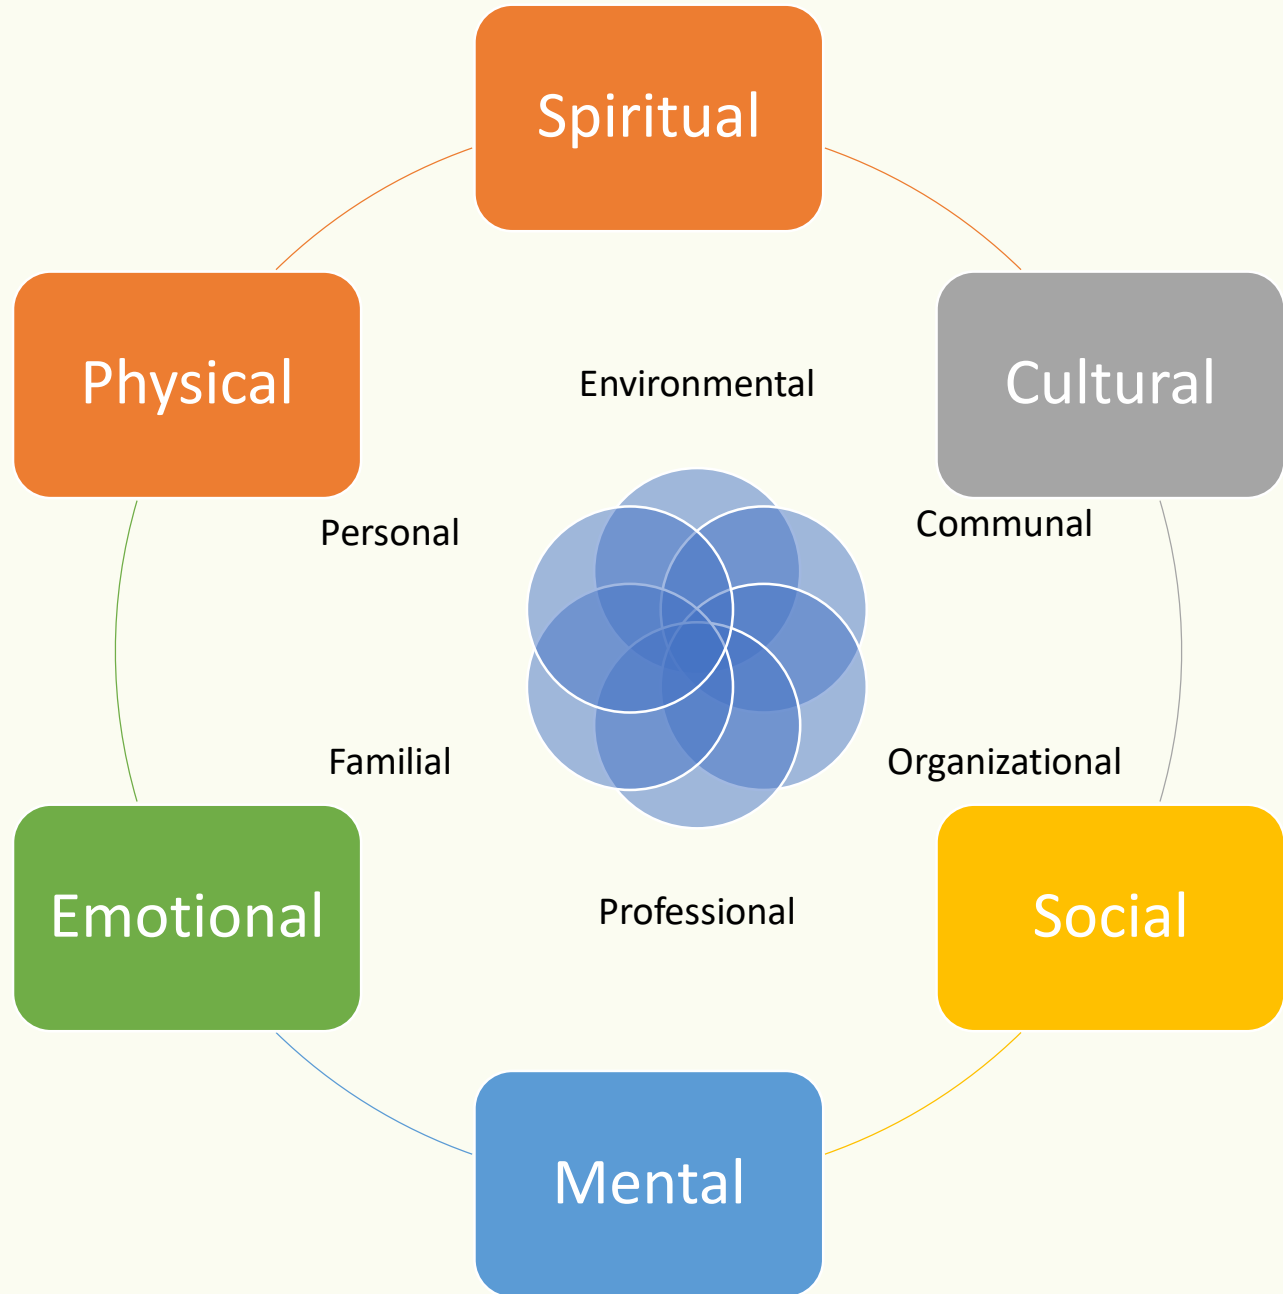 Spiritual
Physical
Environmental
Cultural
Personal
Communal
Familial
Organizational
Emotional
Professional
Social
Mental